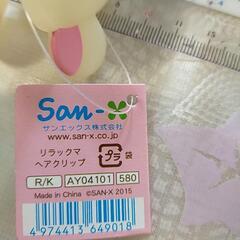 San-X
サンエックス株式会社
www.san-x.co.jp
プラ 袋
リラックマ
ヘアクリップ
R/K AY04101 580
Made in China ©SAN-X 2015
4 974413 649018